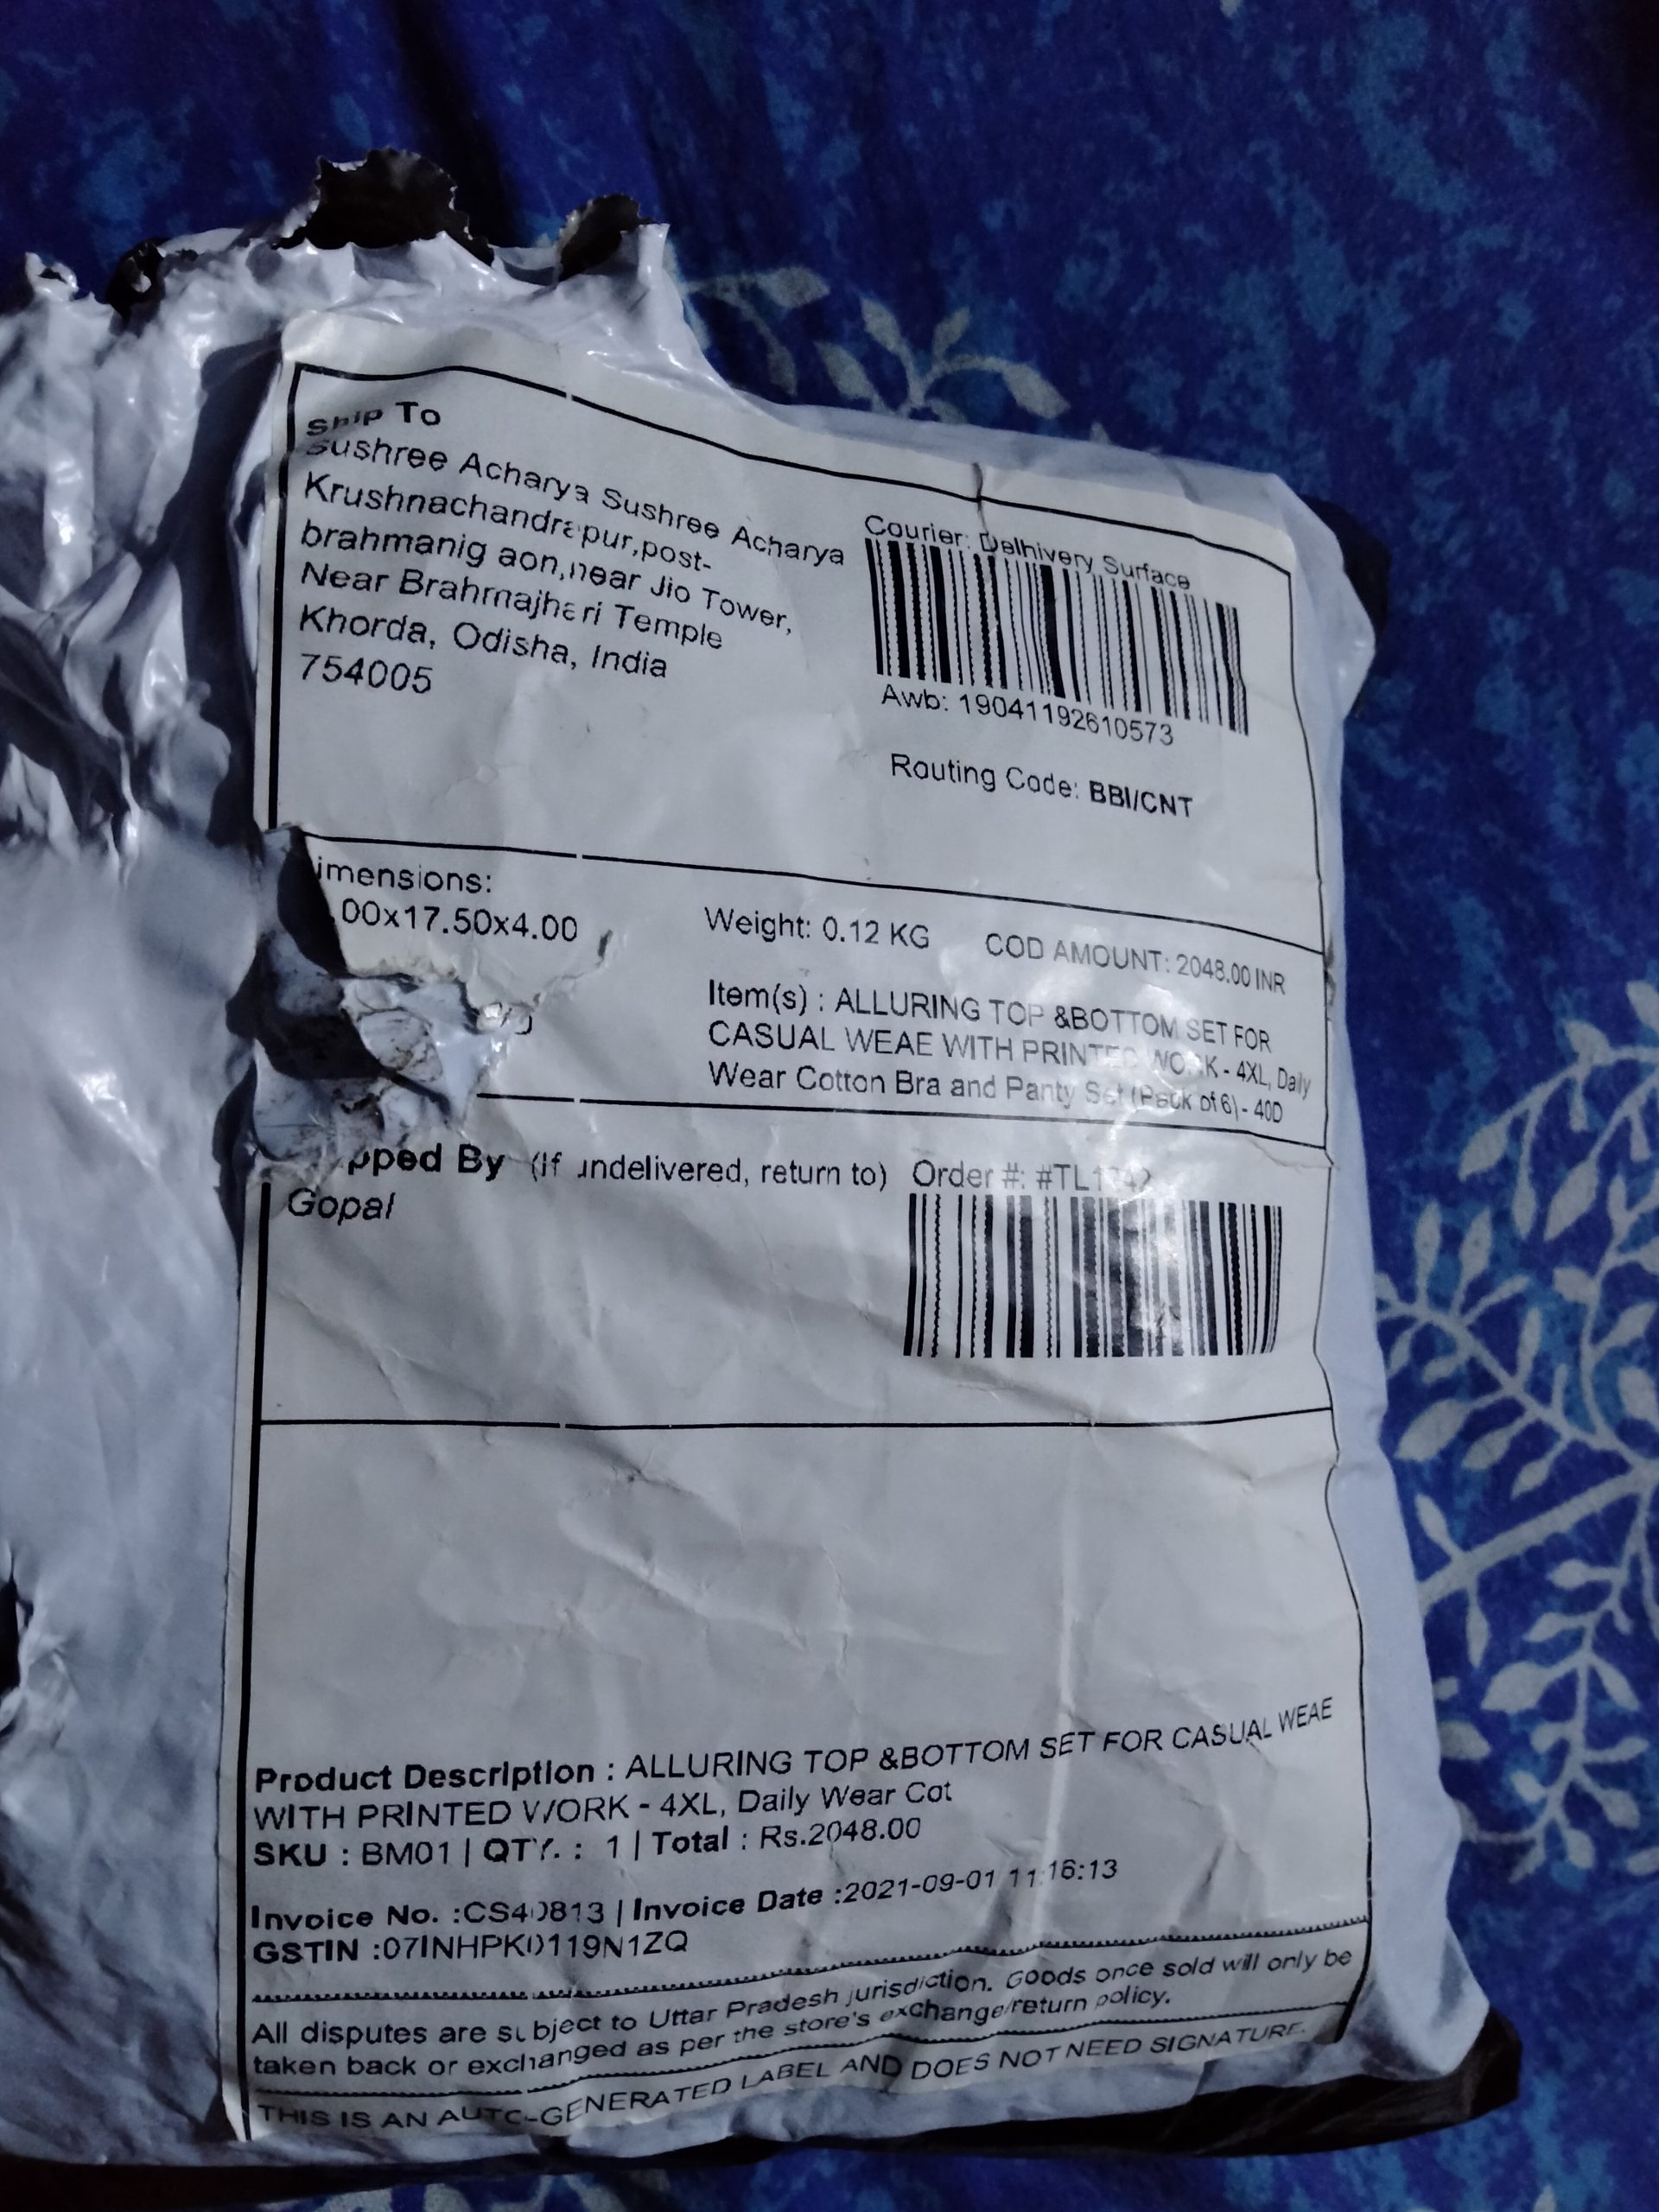 Ship To
Sushree Acharya Sushree Acharya
Krushnachandrapur,post-
brahmanig aon,near Jio Tower,
Near Brahmajhari Temple
Khorda, Odisha, India
754005
Courier: Delhivery Surface
Awb: 19041192610573
Routing Code: BBI/CNT
imensions:
.00x17.50x4.00
Weight: 0.12 KG
COD AMOUNT: 2048.00 INR
Item(s) : ALLURING TOP &BOTTOM SET FOR
CASUAL WEAE WITH PRINTED WORK - 4XL, Daily
Wear Cotton Bra and Panty Set (Pack of 6) - 40D
pped By (If undelivered, return to)
Gopal
Order #:
Product Description : ALLURING TOP &BOTTOM SET FOR CASUAL WEAE
WITH PRINTED WORK - 4XL, Daily Wear Cot
SKU : BM01 | QTY. : 1 | Total : Rs.2048.00
Invoice No. :CS40813 | Invoice Date :2021-09-01 11:16:13
GSTIN :07INHPK0119N1ZQ
All disputes are subject to Uttar Pradesh jurisdiction. Goods once sold will only be
taken back or exchanged as per the store's exchange/return policy.
THIS IS AN AUTO-GENERATED LABEL AND DOES NOT NEED SIGNATURE.